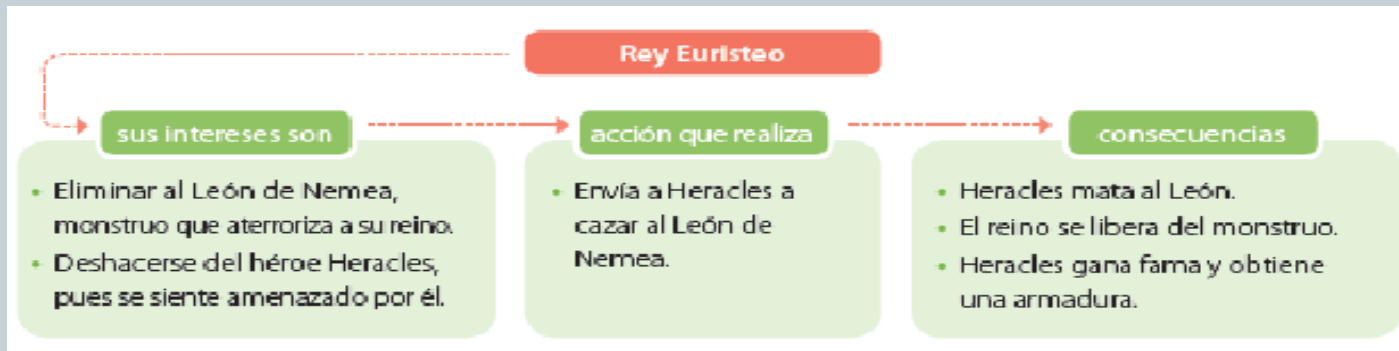 Rey Euristeo
sus intereses son
• Eliminar al León de Nemea,
monstruo que aterroriza a su reino.
• Deshacerse del héroe Heracles,
pues se siente amenazado por él.
acción que realiza
• Envía a Heracles a
cazar al León de
Nemea.
consecuencias
• Heracles mata al León.
• El reino se libera del monstruo.
• Heracles gana fama y obtiene
una armadura.